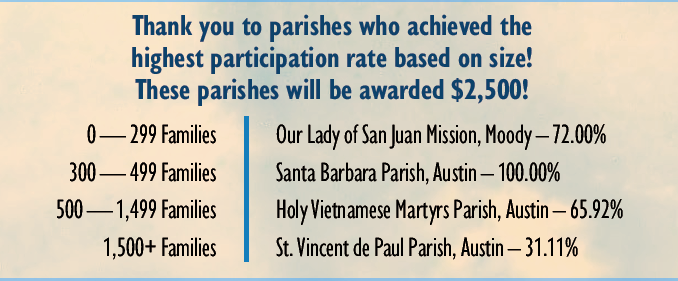 Thank you to parishes who achieved the
highest participation rate based on size!
These parishes will be awarded $2,500!
0 — 299 Families Our Lady of San Juan Mission, Moody – 72.00%
300 — 499 Families Santa Barbara Parish, Austin – 100.00%
500 — 1,499 Families Holy Vietnamese Martyrs Parish, Austin – 65.92%
1,500+ Families St. Vincent de Paul Parish, Austin – 31.11%